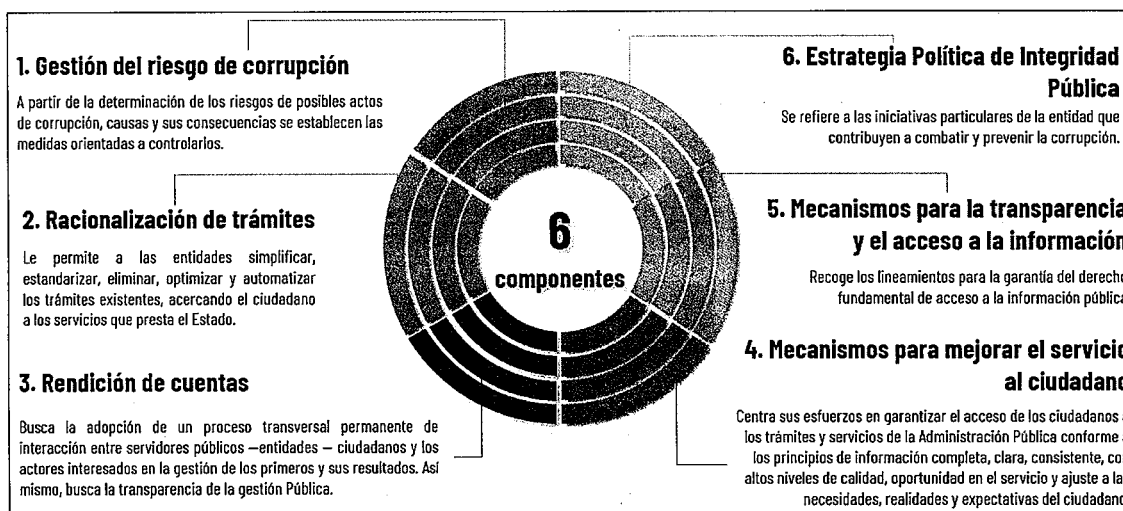 1. Gestión del riesgo de corrupción
A partir de la determinación de los riesgos de posibles actos
de corrupción, causas y sus consecuencias se establecen las
medidas orientadas a controlarlos.
2. Racionalización de trámites
Le permite a las entidades simplificar,
estandarizar, eliminar, optimizar y automatizar
los trámites existentes, acercando el ciudadano
a los servicios que presta el Estado.
3. Rendición de cuentas
Busca la adopción de un proceso transversal permanente de
interacción entre servidores públicos —entidades — ciudadanos y los
actores interesados en la gestión de los primeros y sus resultados. Así
mismo, busca la transparencia de la gestión Pública.
6
componentes
6. Estrategia Política de Integridad
Pública
Se refiere a las iniciativas particulares de la entidad que
contribuyen a combatir y prevenir la corrupción.
5. Mecanismos para la transparencia
y el acceso a la información
Recoge los lineamientos para la garantía del derecho
fundamental de acceso a la información pública
4. Mecanismos para mejorar el servicio
al ciudadano
Centra sus esfuerzos en garantizar el acceso de los ciudadanos a
los trámites y servicios de la Administración Pública conforme a
los principios de información completa, clara, consistente, co
altos niveles de calidad, oportunidad en el servicio y ajuste a la
necesidades, realidades y expectativas del ciudadano